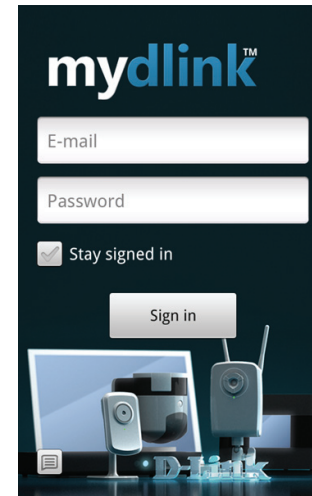 mydlink™
E-mail
Password
Stay signed in
Sign in
D-Link